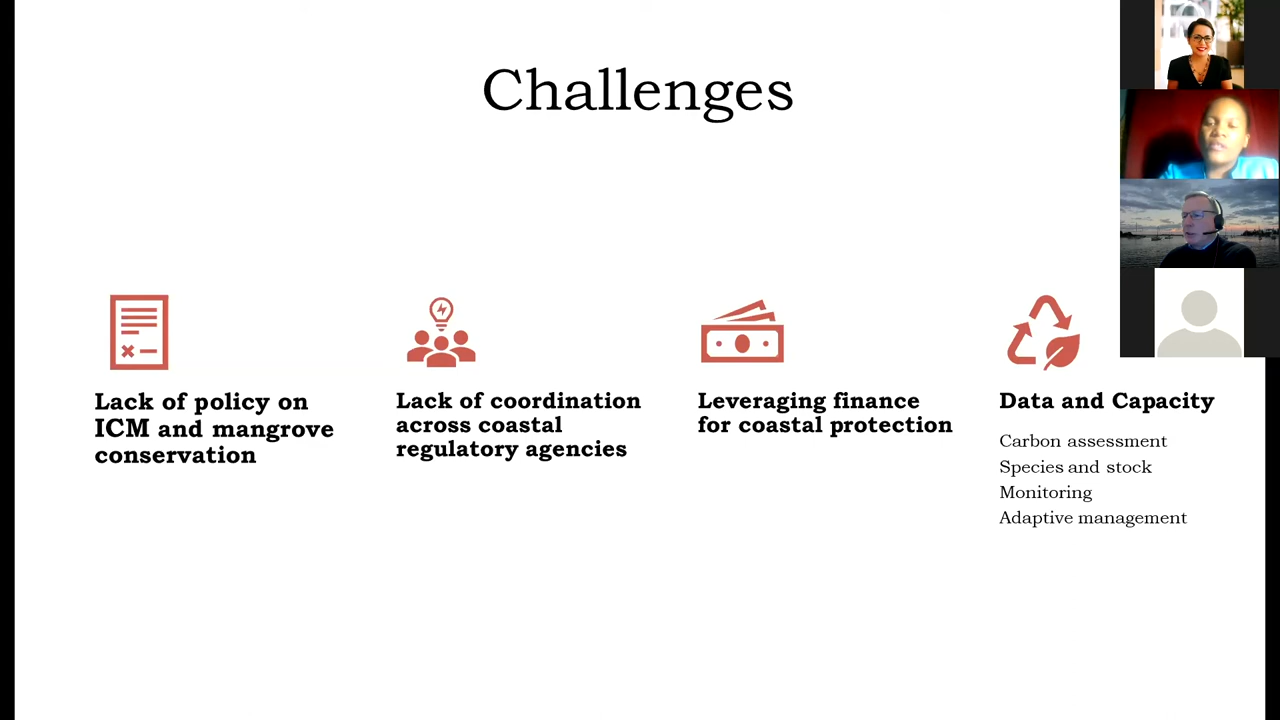 Challenges
Lack of policy on
ICM and mangrove
conservation
Lack of coordination
across coastal
regulatory agencies
Leveraging finance
for coastal protection
Data and Capacity
Carbon assessment
Species and stock
Monitoring
Adaptive management